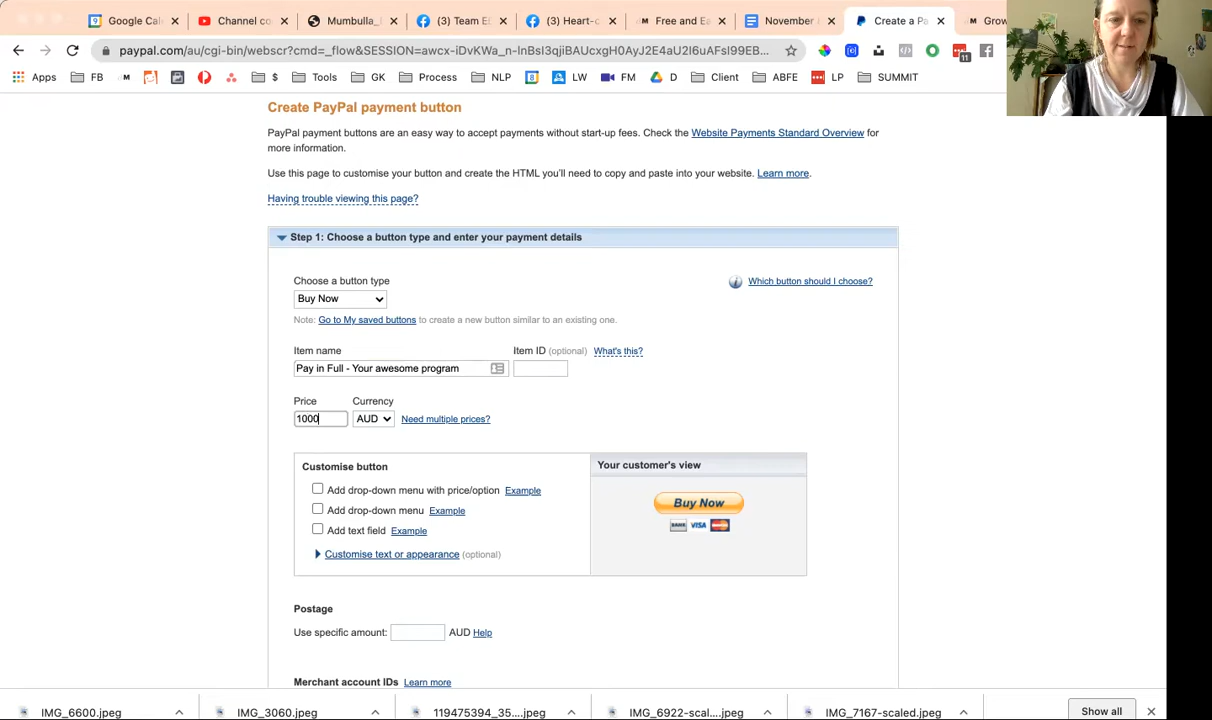 Google Cal
Channel co
Mumbulla_
(3) Team E
(3) Heart-c
Free and Ea
November
Create a Pa
Grow
paypal.com/au/cgi-bin/webscr?cmd=_flow&SESSION=awcx-iDvKWa_n-lnBsl3qjiBAUcxgH0AyJ2E4aU2l6uAFsl99EB...
Apps FB $ Tools GK Process NLP LW FM D Client ABFE LP SUMMIT
11
Create PayPal payment button
PayPal payment buttons are an easy way to accept payments without start-up fees. Check the Website Payments Standard Overview for
more information.
Use this page to customise your button and create the HTML you'll need to copy and paste into your website. Learn more.
Having trouble viewing this page?
Step 1: Choose a button type and enter your payment details
Choose a button type
Which button should I choose?
Buy Now
Note: Go to My saved buttons to create a new button similar to an existing one.
Item name
Item ID (optional) What's this?
Pay in Full - Your awesome program
Price Currency
1000 AUD Need multiple prices?
Customise button
Your customer's view
Add drop-down menu with price/option Example
Buy Now
Add drop-down menu Example
BANK VISA
Add text field Example
Customise text or appearance (optional)
Postage
Use specific amount: AUD Help
Merchant account IDs Learn more
IMG_6600.jpeg
IMG_3060.jpeg
119475394_35....jpeg
IMG_6922-scal....jpeg
IMG_7167-scaled.jpeg
Show all